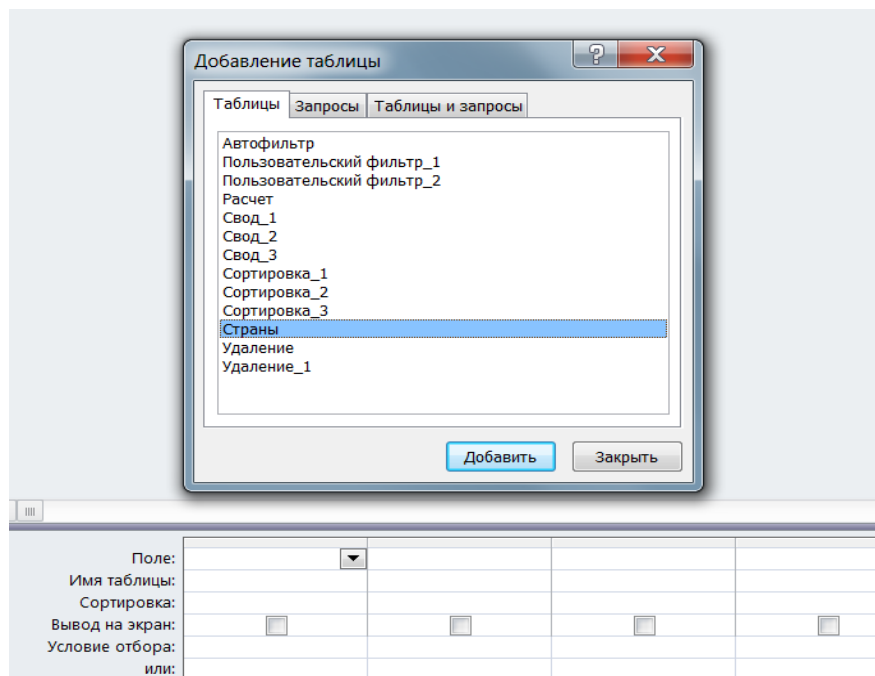 Добавление таблицы
Таблицы Запросы Таблицы и запросы
Автофильтр
Пользовательский фильтр_1
Пользовательский фильтр_2
Расчет
Свод_1
Свод_2
Свод_3
Сортировка_1
Сортировка_2
Сортировка_3
Страны
Удаление
Удаление_1
Добавить Закрыть
Поле:
Имя таблицы:
Сортировка:
Вывод на экран:
Условие отбора:
или: